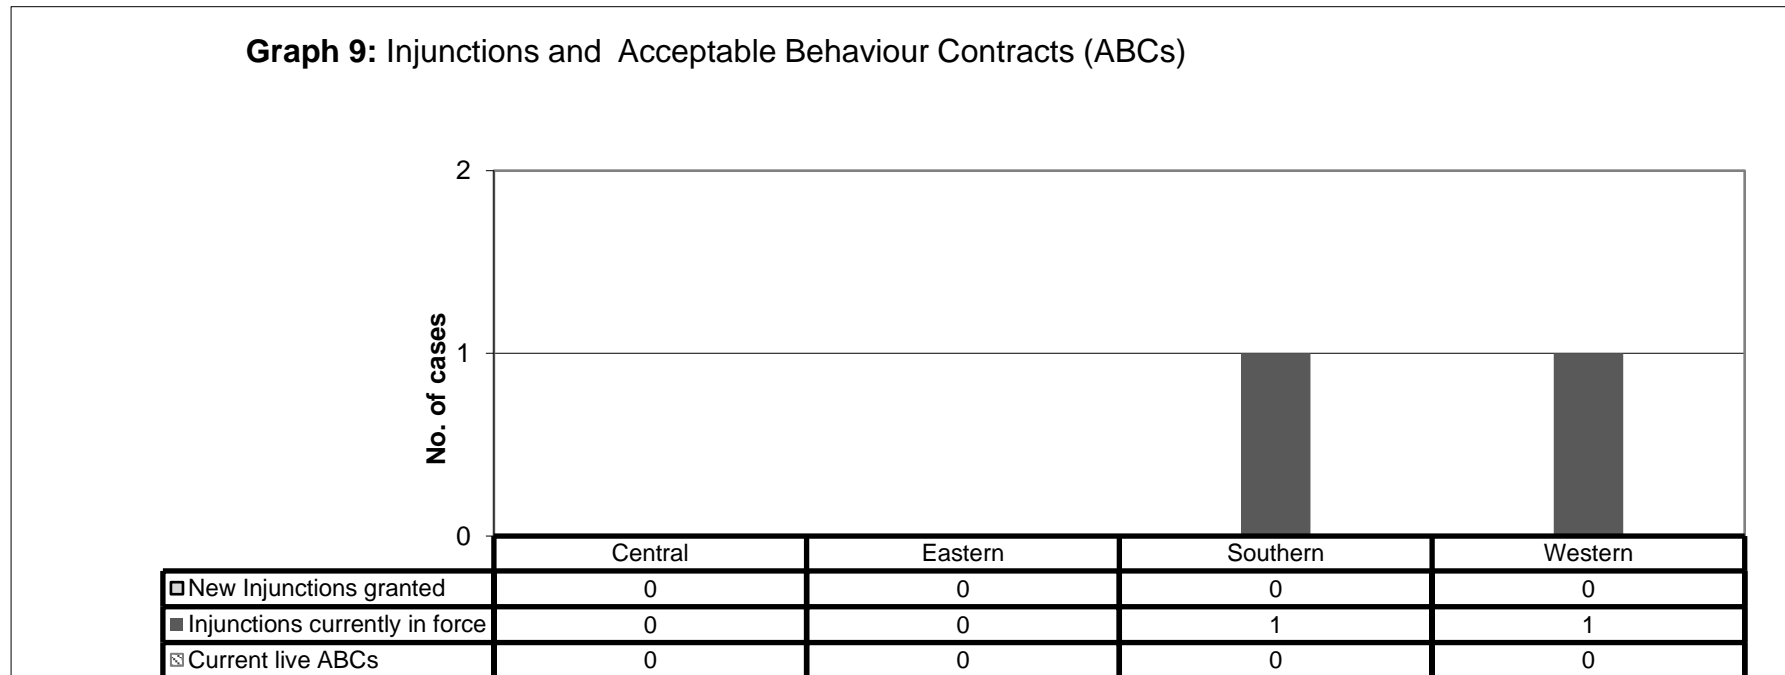 Graph 9: Injunctions and Acceptable Behaviour Contracts (ABCs)
2
1
0
No. of cases
Central Eastern Southern Western
New Injunctions granted 0 0 0 0
Injunctions currently in force 0 0 1 1
Current live ABCs 0 0 0 0